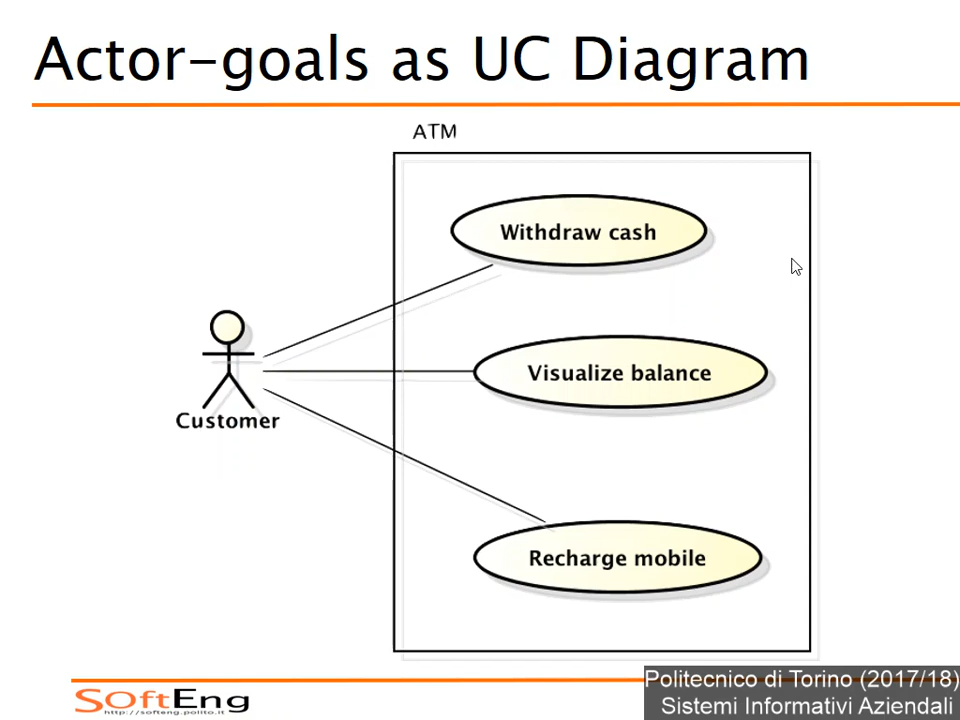 Actor-goals as UC Diagram
ATM
Withdraw cash
Visualize balance
Customer
Recharge mobile
SOftEng
http://softeng.polito.it
Politecnico di Torino (2017/18)
Sistemi Informativi Aziendali